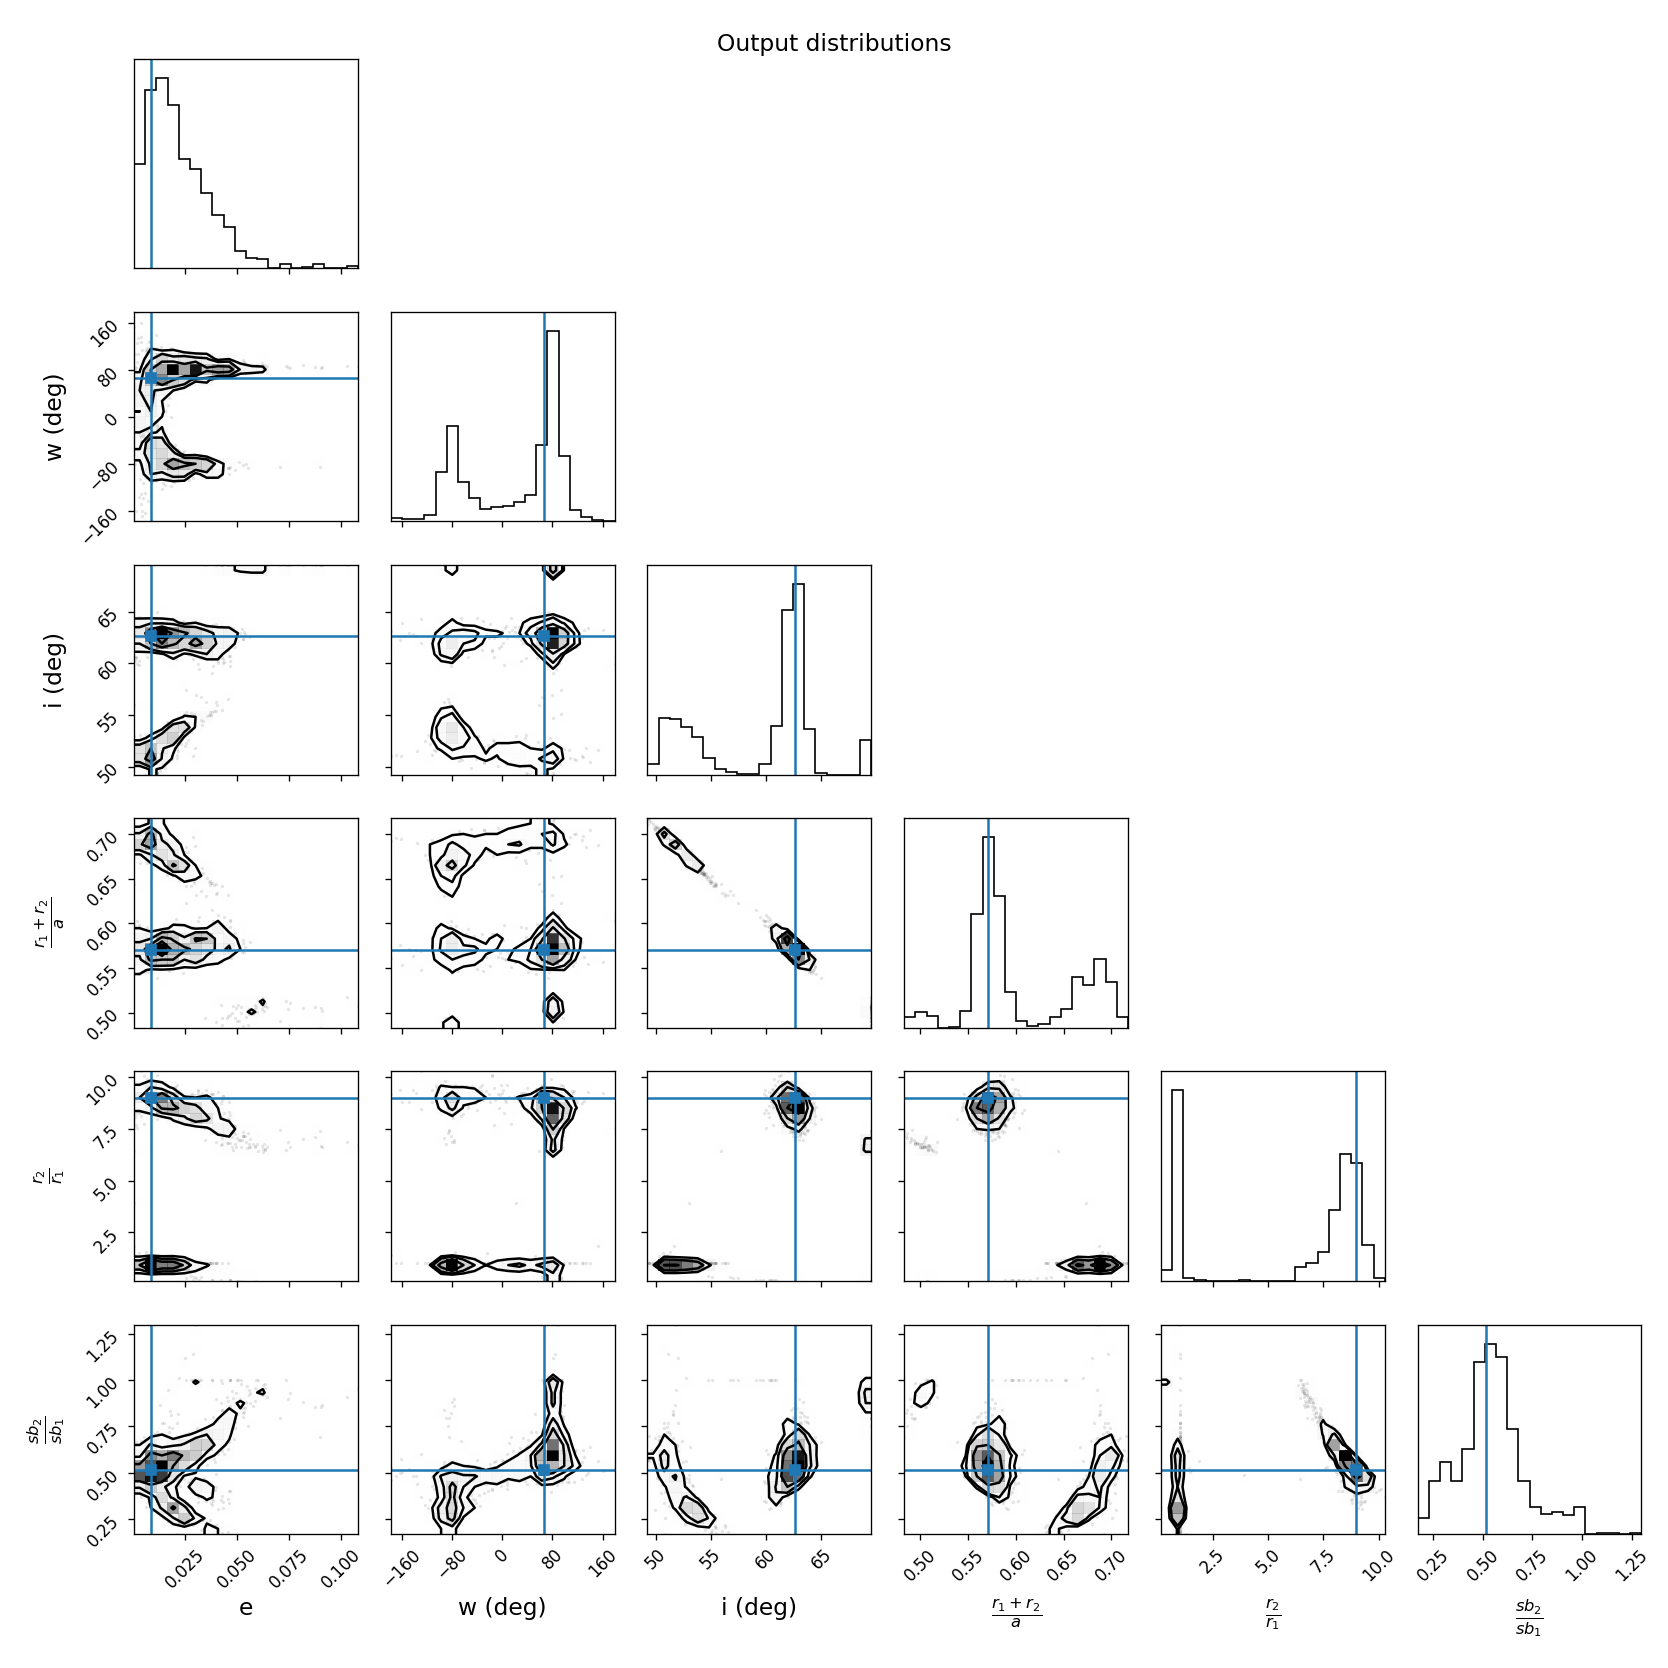 Output distributions
160
80
0
−80
−160
w (deg)
65
60
55
50
i (deg)
0.70
0.65
0.60
0.55
0.50
r₁ + r₂
a
10.0
7.5
5.0
2.5
r₂
r₁
1.25
1.00
0.75
0.50
0.25
sb₂
sb₁
0.025 0.050 0.075 0.100
−160 −80 0 80 160
50 55 60 65
0.50 0.55 0.60 0.65 0.70
2.5 5.0 7.5 10.0
0.25 0.50 0.75 1.00 1.25
e
w (deg)
i (deg)
r₁ + r₂
a
r₂
r₁
sb₂
sb₁